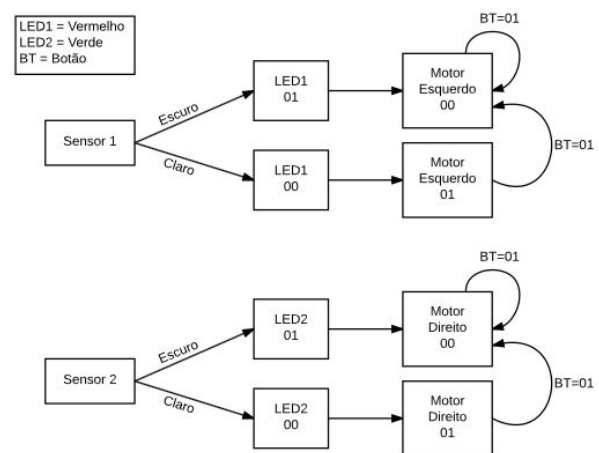 LED1 = Vermelho
LED2 = Verde
BT = Botão
BT=01
LED1
01
Motor
Esquerdo
00
Escuro
Sensor 1
Claro
LED1
00
Motor
Esquerdo
01
BT=01
BT=01
LED2
01
Motor
Direito
00
Escuro
Sensor 2
Claro
LED2
00
Motor
Direito
01
BT=01